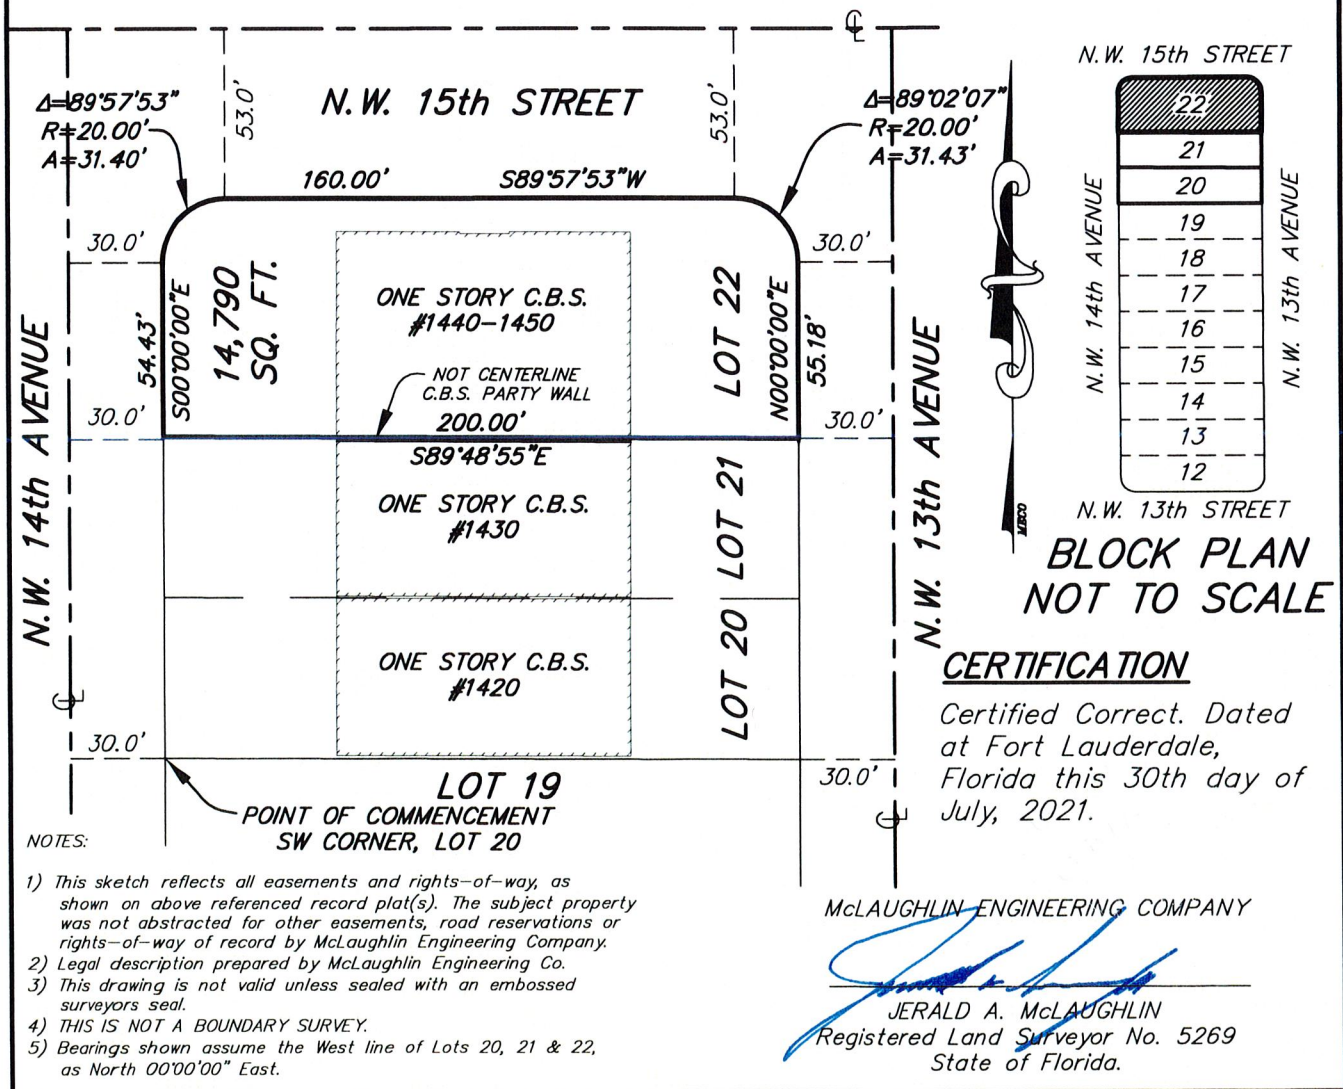 N.W. 15th STREET
Δ=89°57'53"
R=20.00'
A=31.40'
53.0'
53.0'
Δ=89°02'07"
R=20.00'
A=31.43'
160.00' S89°57'53"W
30.0'
30.0'
14,790
SQ. FT.
54.43'
S00°00'00"E
ONE STORY C.B.S.
#1440-1450
LOT 22
N00°00'00"E
55.18'
NOT CENTERLINE
C.B.S. PARTY WALL
30.0'
200.00'
30.0'
S89°48'55"E
N.W. 14th AVENUE
ONE STORY C.B.S.
#1430
LOT 21
N.W. 13th AVENUE
ONE STORY C.B.S.
#1420
LOT 20
30.0'
30.0'
LOT 19
POINT OF COMMENCEMENT
SW CORNER, LOT 20
MECO
N.W. 15th STREET
22
21
20
19
18
17
16
15
14
13
12
N.W. 14th AVENUE
N.W. 13th AVENUE
N.W. 13th STREET
BLOCK PLAN
NOT TO SCALE
CERTIFICATION
Certified Correct. Dated
at Fort Lauderdale,
Florida this 30th day of
July, 2021.
NOTES:
1) This sketch reflects all easements and rights-of-way, as
shown on above referenced record plat(s). The subject property
was not abstracted for other easements, road reservations or
rights-of-way of record by McLaughlin Engineering Company.
2) Legal description prepared by McLaughlin Engineering Co.
3) This drawing is not valid unless sealed with an embossed
surveyors seal.
4) THIS IS NOT A BOUNDARY SURVEY.
5) Bearings shown assume the West line of Lots 20, 21 & 22,
as North 00°00'00" East.
McLAUGHLIN ENGINEERING COMPANY
JERALD A. McLAUGHLIN
Registered Land Surveyor No. 5269
State of Florida.